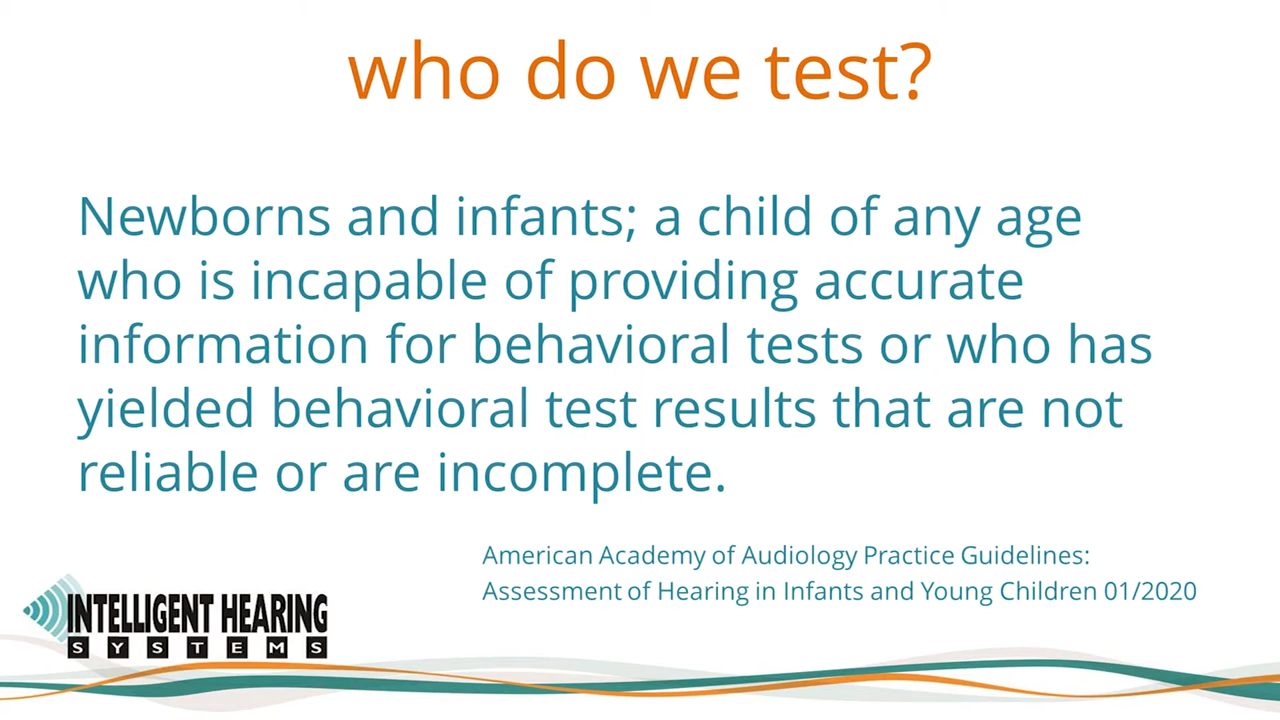 who do we test?
Newborns and infants; a child of any age
who is incapable of providing accurate
information for behavioral tests or who has
yielded behavioral test results that are not
reliable or are incomplete.
American Academy of Audiology Practice Guidelines:
Assessment of Hearing in Infants and Young Children 01/2020
INTELLIGENT HEARING
SYSTEMS